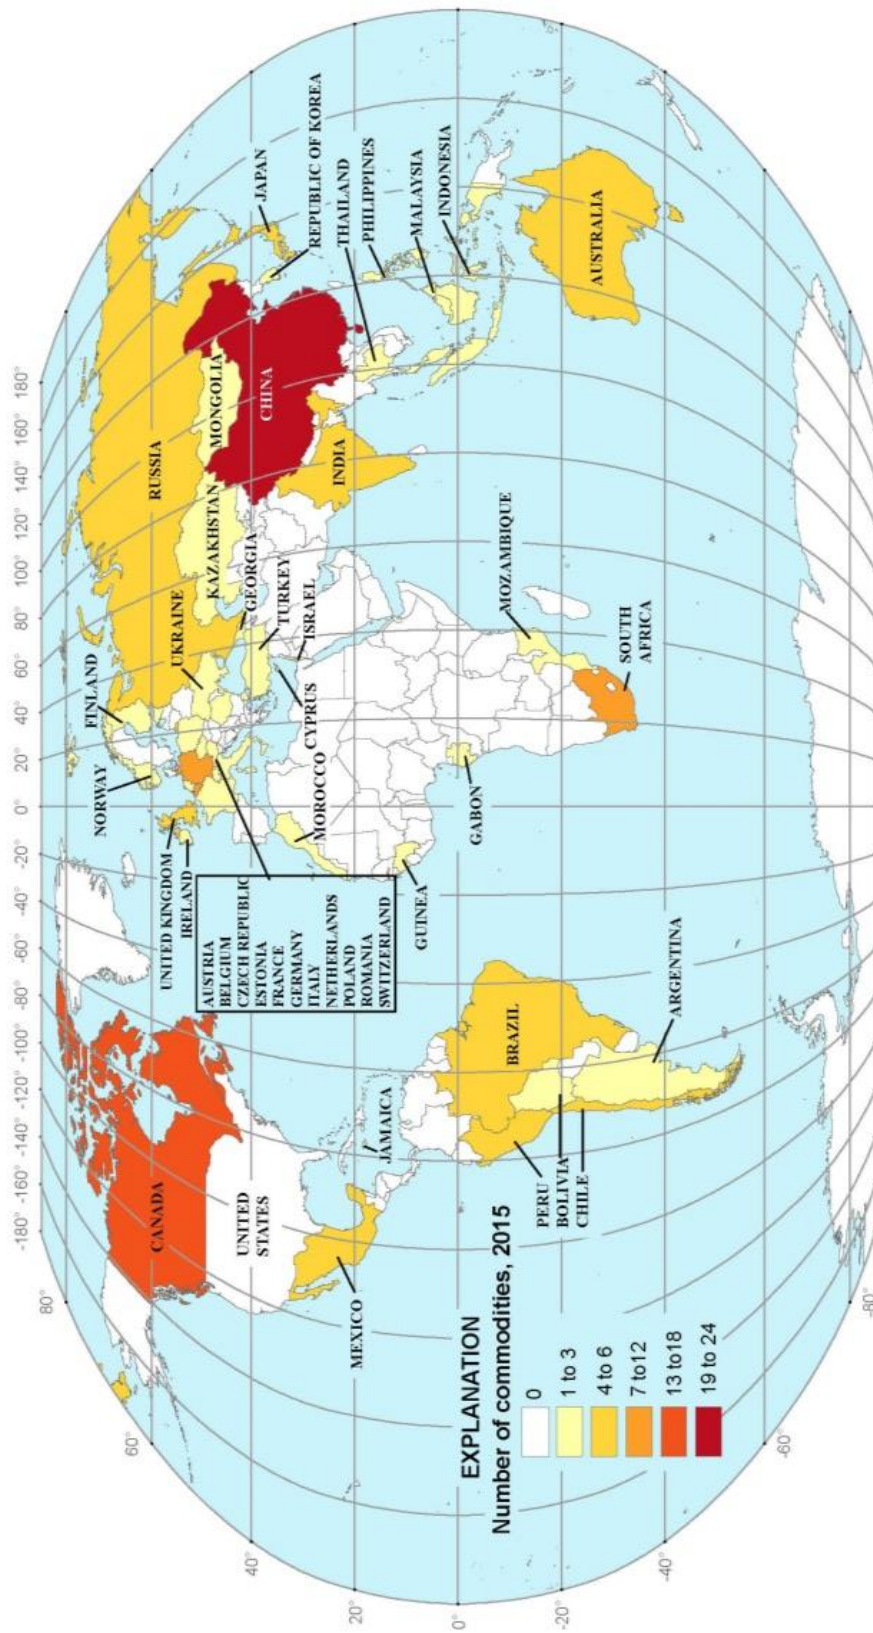 180°
160°
140°
120°
100°
80°
60°
40°
20°
0°
-20°
-40°
-60°
-80°
-100°
-120°
-140°
-160°
-180°
80°
60°
40°
20°
0°
-20°
-40°
-60°
-80°
CANADA
UNITED
STATES
MEXICO
JAMAICA
PERU
BOLIVIA
CHILE
BRAZIL
ARGENTINA
UNITED KINGDOM
IRELAND
NORWAY
FINLAND
UKRAINE
RUSSIA
KAZAKHSTAN
GEORGIA
TURKEY
ISRAEL
CYPRUS
MOROCCO
GUINEA
GABON
MOZAMBIQUE
SOUTH
AFRICA
AUSTRIA
BELGIUM
CZECH REPUBLIC
ESTONIA
FRANCE
GERMANY
ITALY
NETHERLANDS
POLAND
ROMANIA
SWITZERLAND
MONGOLIA
CHINA
INDIA
JAPAN
REPUBLIC OF KOREA
THAILAND
PHILIPPINES
MALAYSIA
INDONESIA
AUSTRALIA
EXPLANATION
Number of commodities, 2015
0
1 to 3
4 to 6
7 to12
13 to18
19 to 24